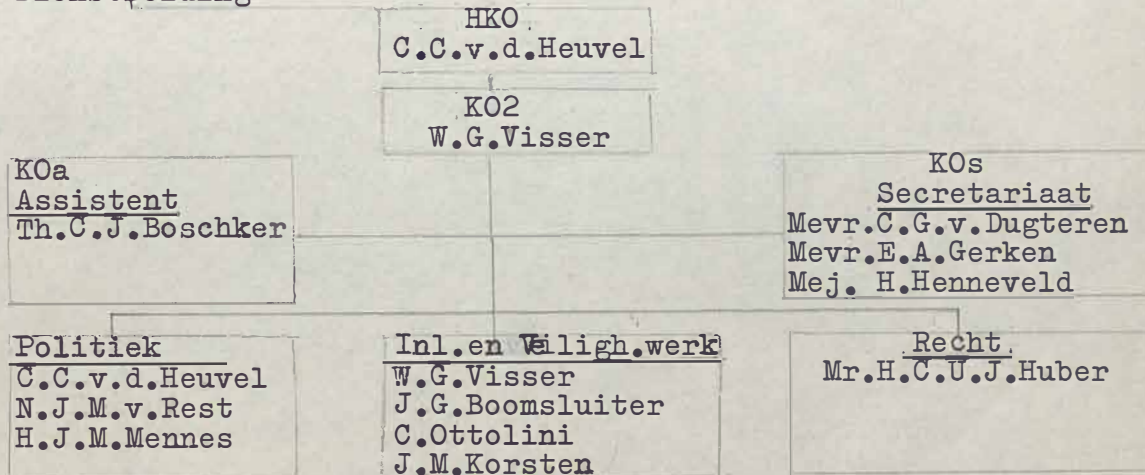 HKO
C.C.v.d.Heuvel
KO2
W.G.Visser
KOa
Assistent
Th.C.J.Boschker
KOs
Secretariaat
Mevr.C.G.v.Dugteren
Mevr.E.A.Gerken
Mej. H.Henneveld
Politiek
C.C.v.d.Heuvel
N.J.M.v.Rest
H.J.M.Mennes
Inl.en Veiligh.werk
W.G.Visser
J.G.Boomsluiter
C.Ottolini
J.M.Korsten
Recht
Mr.H.C.U.J.Huber